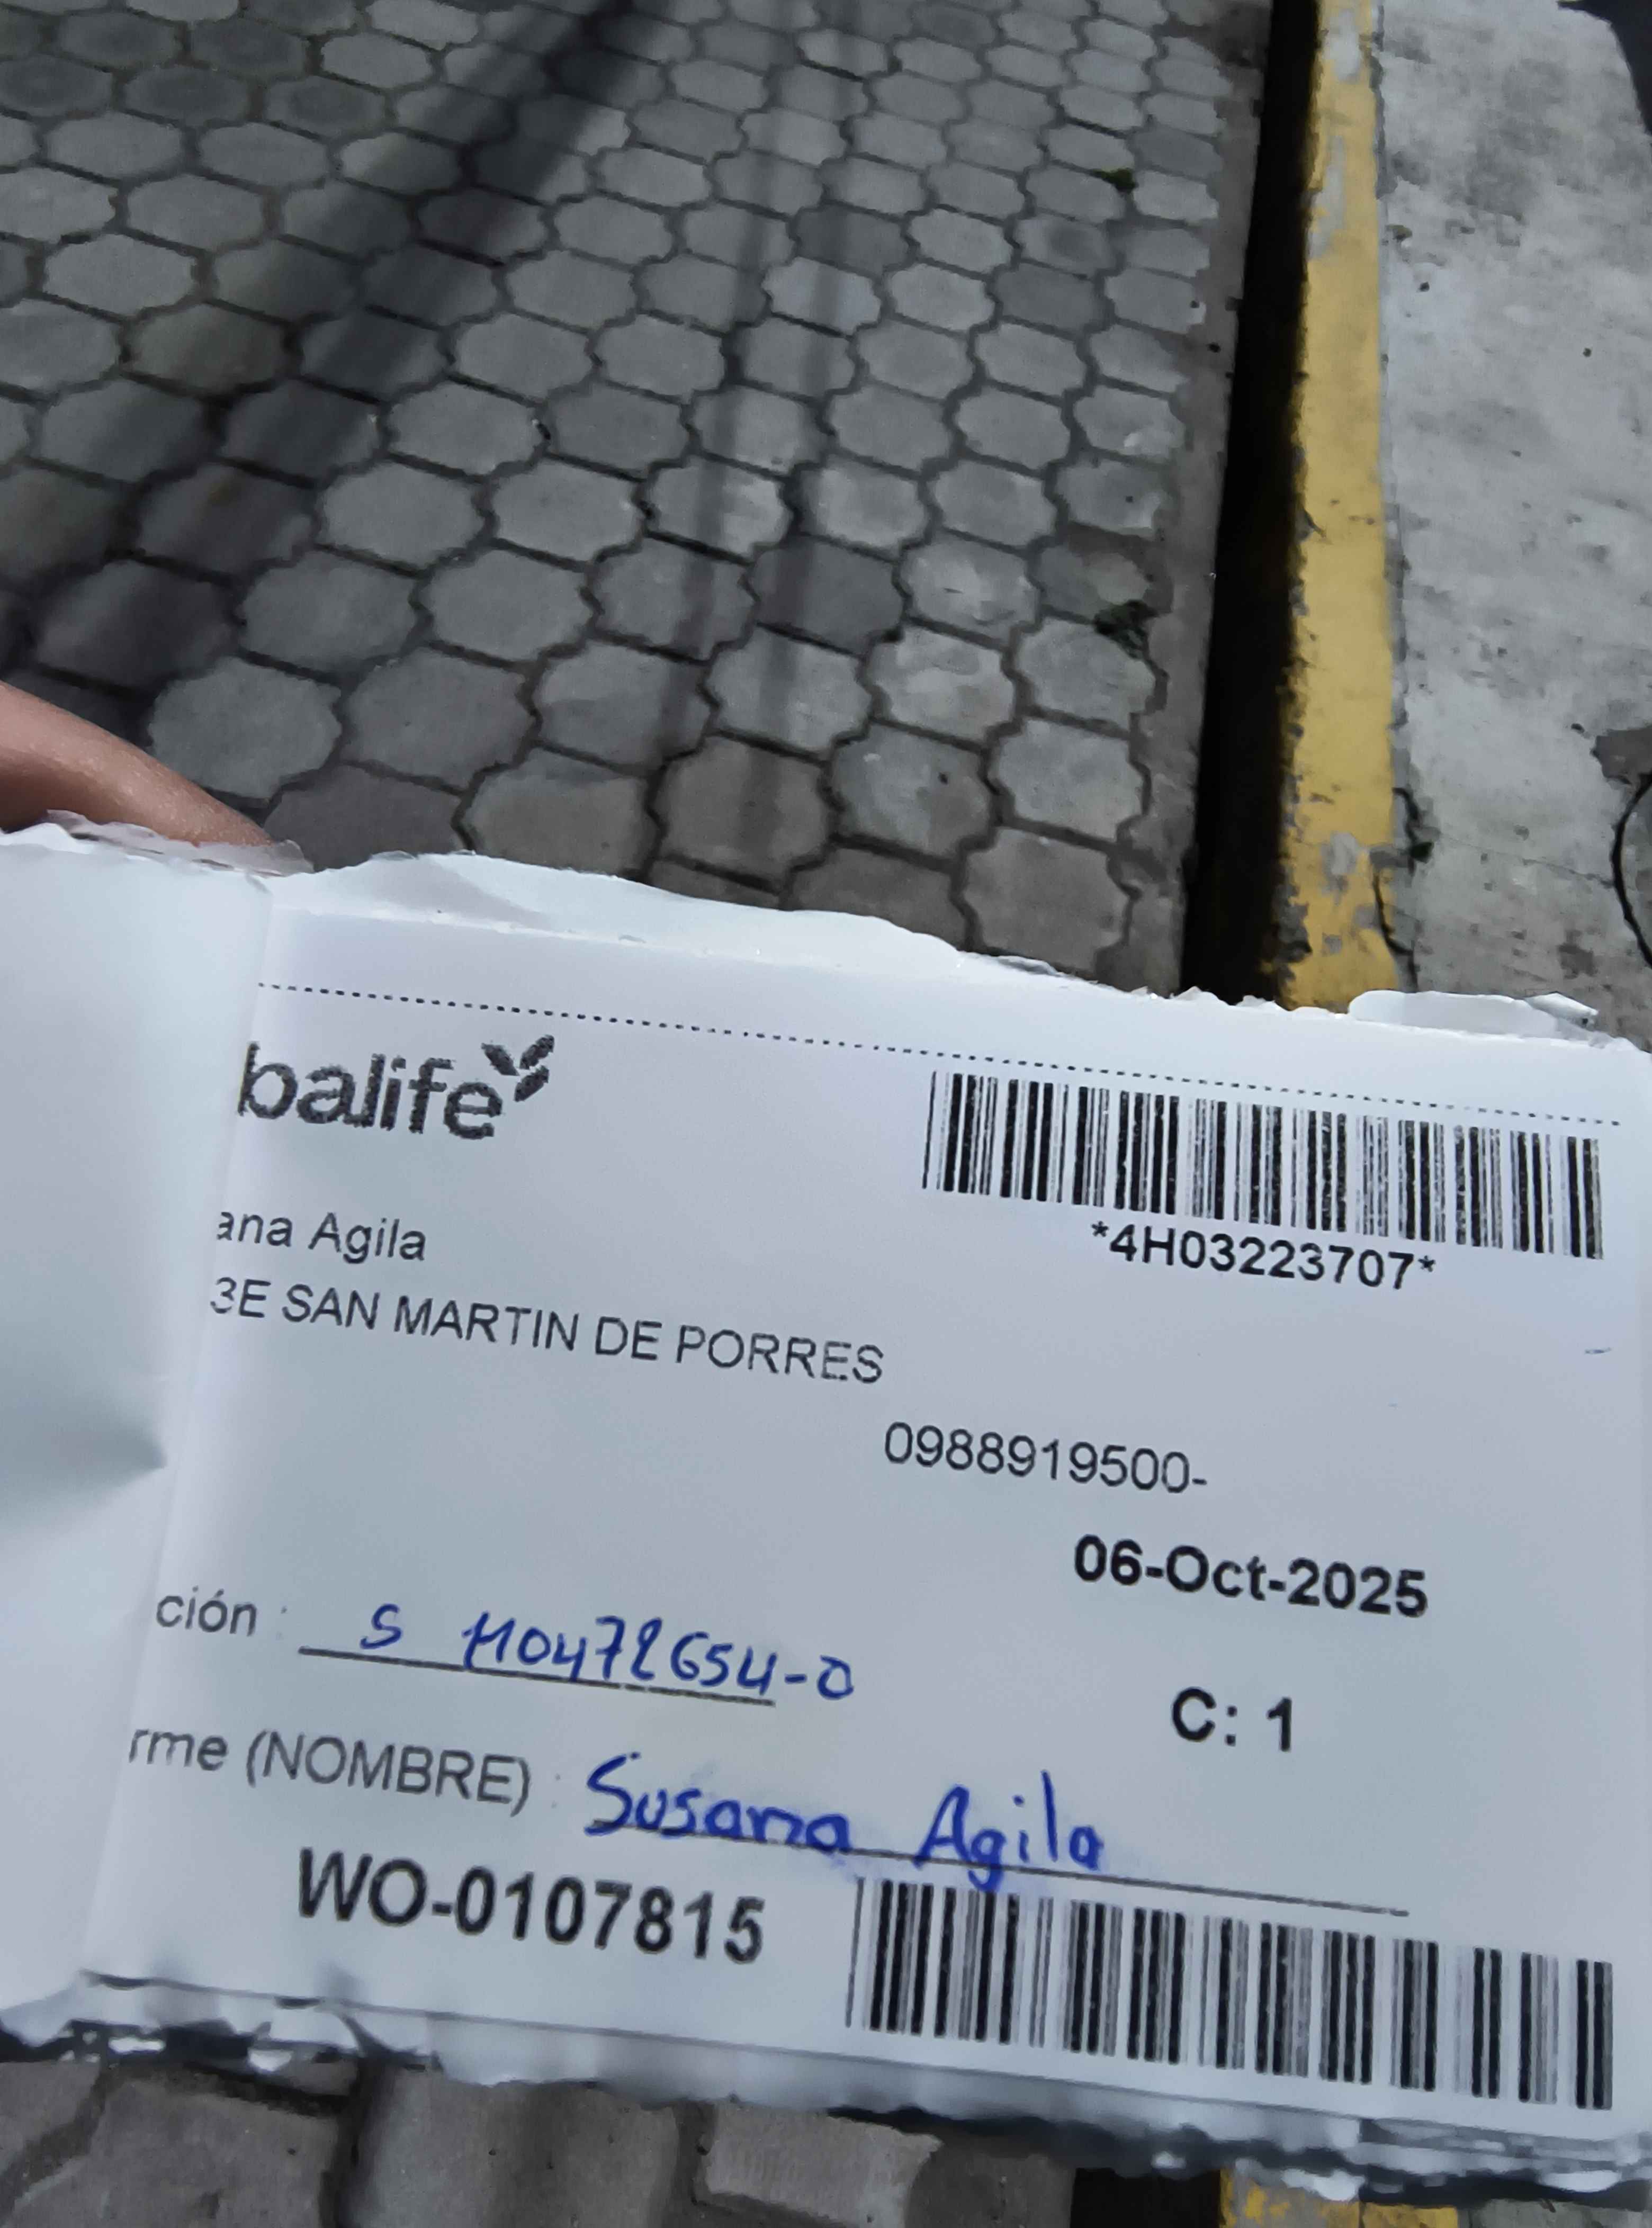 balife
*4H03223707*
ana Agila
3E SAN MARTIN DE PORRES
0988919500-
06-Oct-2025
ción : S 110472654-0
C: 1
rme (NOMBRE) : Susana Agila
WO-0107815